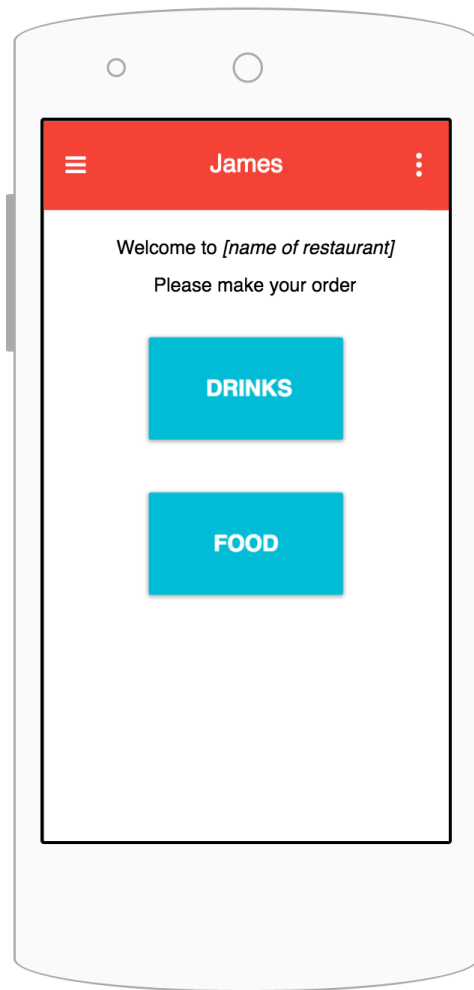 James
Welcome to [name of restaurant]
Please make your order
DRINKS
FOOD